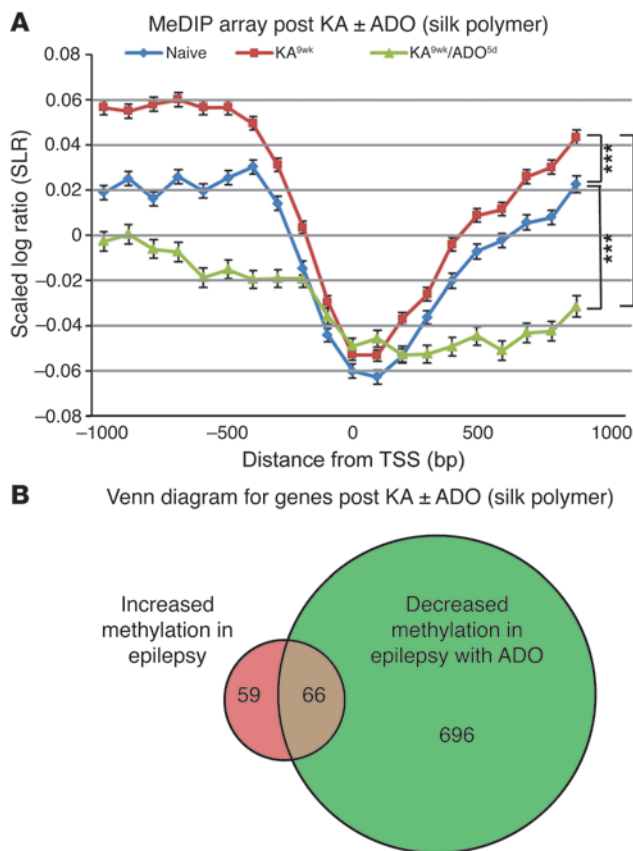 A MeDIP array post KA ± ADO (silk polymer)
Naive KA9wk KA9wk/ADO5d
Scaled log ratio (SLR)
0.08
0.06
0.04
0.02
0
−0.02
−0.04
−0.06
−0.08
***
***
−1000 −500 0 500 1000
Distance from TSS (bp)
B Venn diagram for genes post KA ± ADO (silk polymer)
Increased
methylation in
epilepsy
Decreased
methylation in
epilepsy with ADO
59 66
696